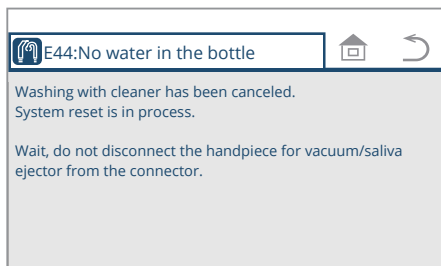 E44:No water in the bottle
Washing with cleaner has been canceled.
System reset is in process.
Wait, do not disconnect the handpiece for vacuum/saliva
ejector from the connector.